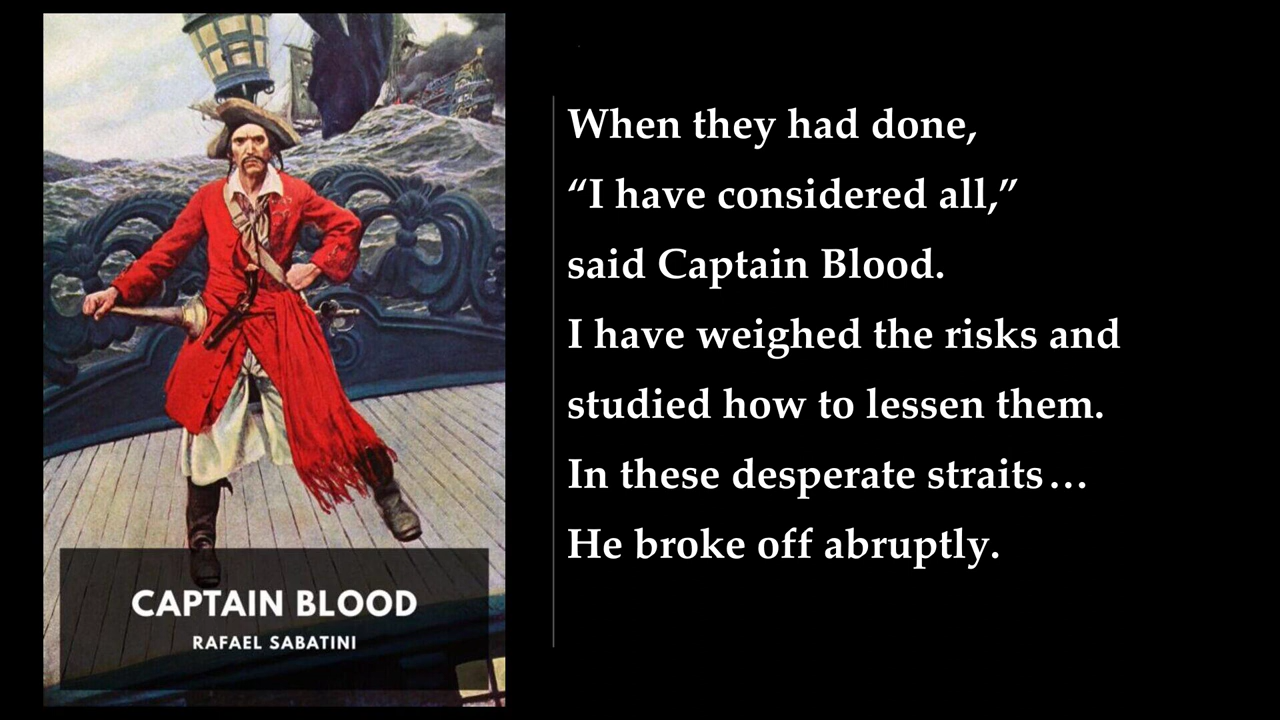 CAPTAIN BLOOD
RAFAEL SABATINI
When they had done,
“I have considered all,”
said Captain Blood.
I have weighed the risks and
studied how to lessen them.
In these desperate straits…
He broke off abruptly.